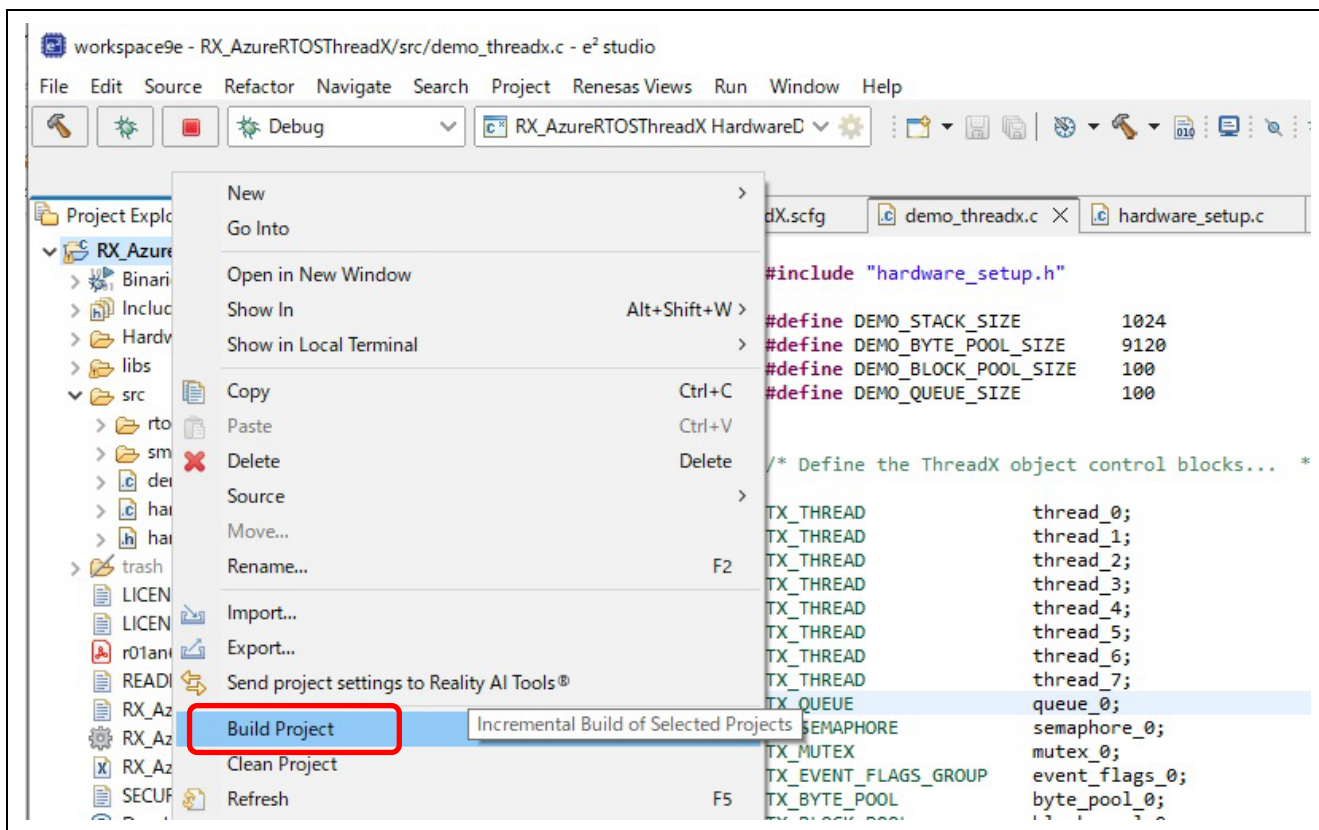 workspace9e - RX_AzureRTOSThreadX/src/demo_threadx.c - e² studio
File Edit Source Refactor Navigate Search Project Renesas Views Run Window Help
Debug RX_AzureRTOSThreadX HardwareD
Project Explo
dX.scfg demo_threadx.c hardware_setup.c
RX_Azure
Binari
Includ
Hardw
libs
src
rto
sm
der
har
har
trash
LICEN
LICEN
r01an
READ
RX_Az
RX_Az
RX_Az
SECUR
New
Go Into
Open in New Window
Show In Alt+Shift+W
Show in Local Terminal
Copy Ctrl+C
Paste Ctrl+V
Delete Delete
Source
Move...
Rename... F2
Import...
Export...
Send project settings to Reality AI Tools®
Build Project
Incremental Build of Selected Projects
Clean Project
Refresh F5
#include "hardware_setup.h"
#define DEMO_STACK_SIZE 1024
#define DEMO_BYTE_POOL_SIZE 9120
#define DEMO_BLOCK_POOL_SIZE 100
#define DEMO_QUEUE_SIZE 100
/* Define the ThreadX object control blocks... *
TX_THREAD thread_0;
TX_THREAD thread_1;
TX_THREAD thread_2;
TX_THREAD thread_3;
TX_THREAD thread_4;
TX_THREAD thread_5;
TX_THREAD thread_6;
TX_THREAD thread_7;
TX_QUEUE queue_0;
SEMAPHORE semaphore_0;
TX_MUTEX mutex_0;
TX_EVENT_FLAGS_GROUP event_flags_0;
TX_BYTE_POOL byte_pool_0;